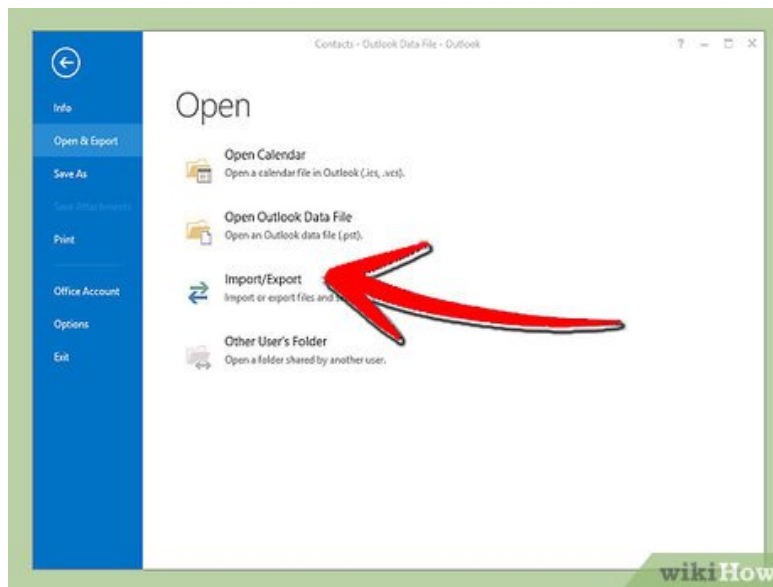 Contacts - Outlook Data File - Outlook
?
Info
Open & Export
Save As
Save Attachments
Print
Office Account
Options
Exit
Open
Open Calendar
Open a calendar file in Outlook (.ics, .vcs).
Open Outlook Data File
Open an Outlook data file (.pst).
Import/Export
Import or export files and
Other User's Folder
Open a folder shared by another user.
wikiHow